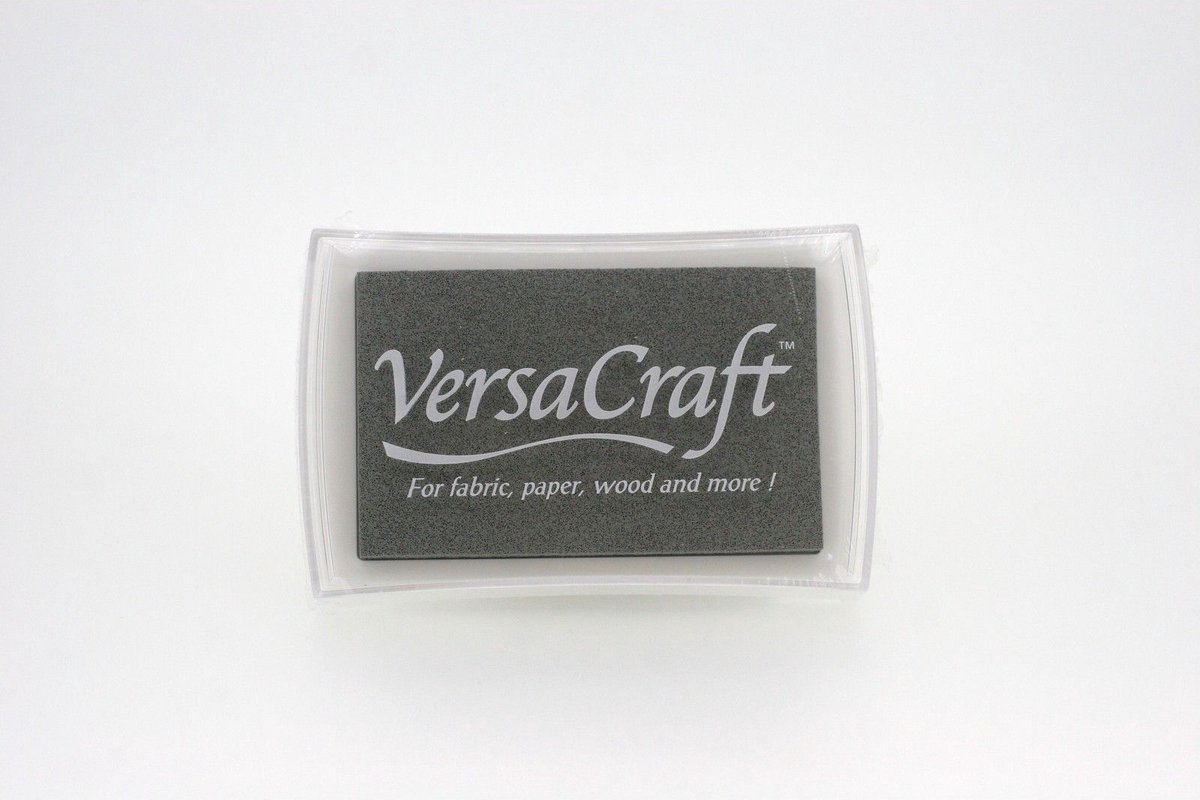 VersaCraft™
For fabric, paper, wood and more !